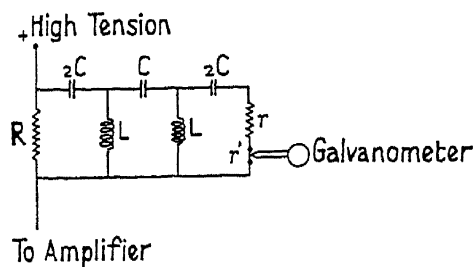 + High Tension
2C C 2C
R L L r
r' Galvanometer
To Amplifier